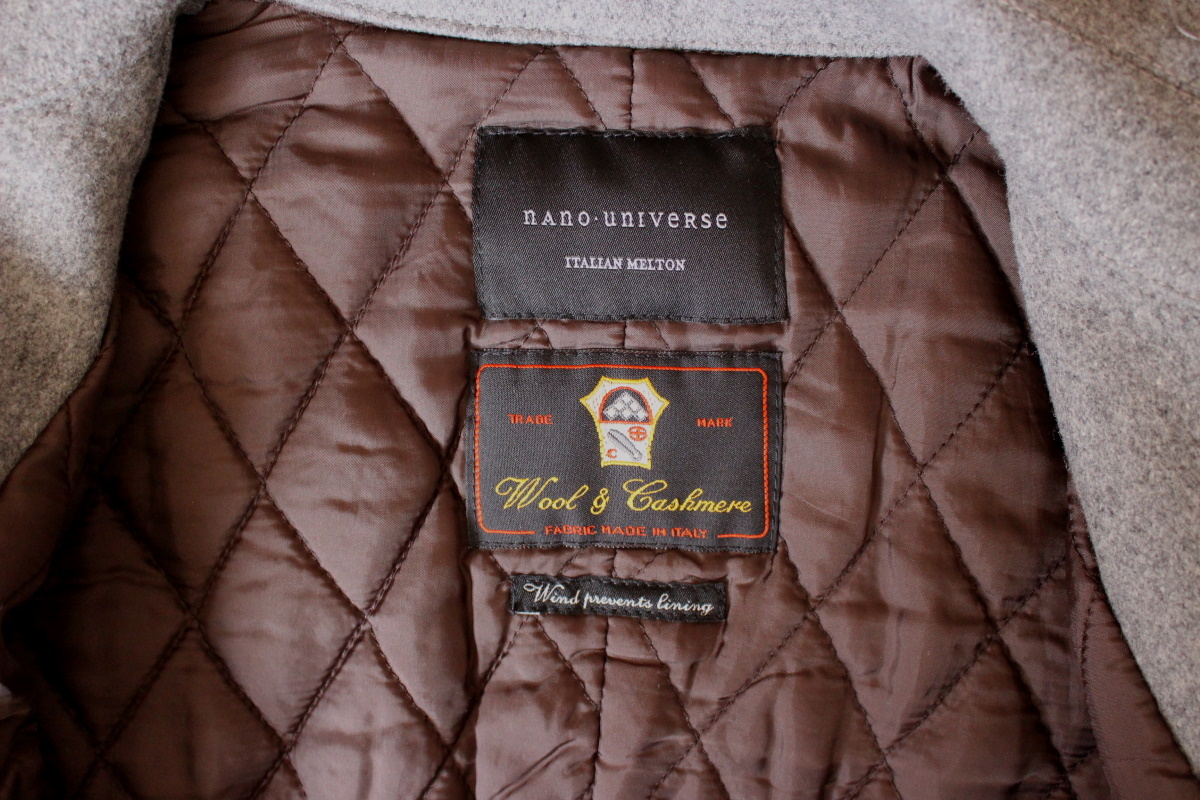 nAno·universe
ITALIAN MELTON
TRADE MARK
Wool & Cashmere
FABRIC MADE IN ITALY
Wind prevents lining